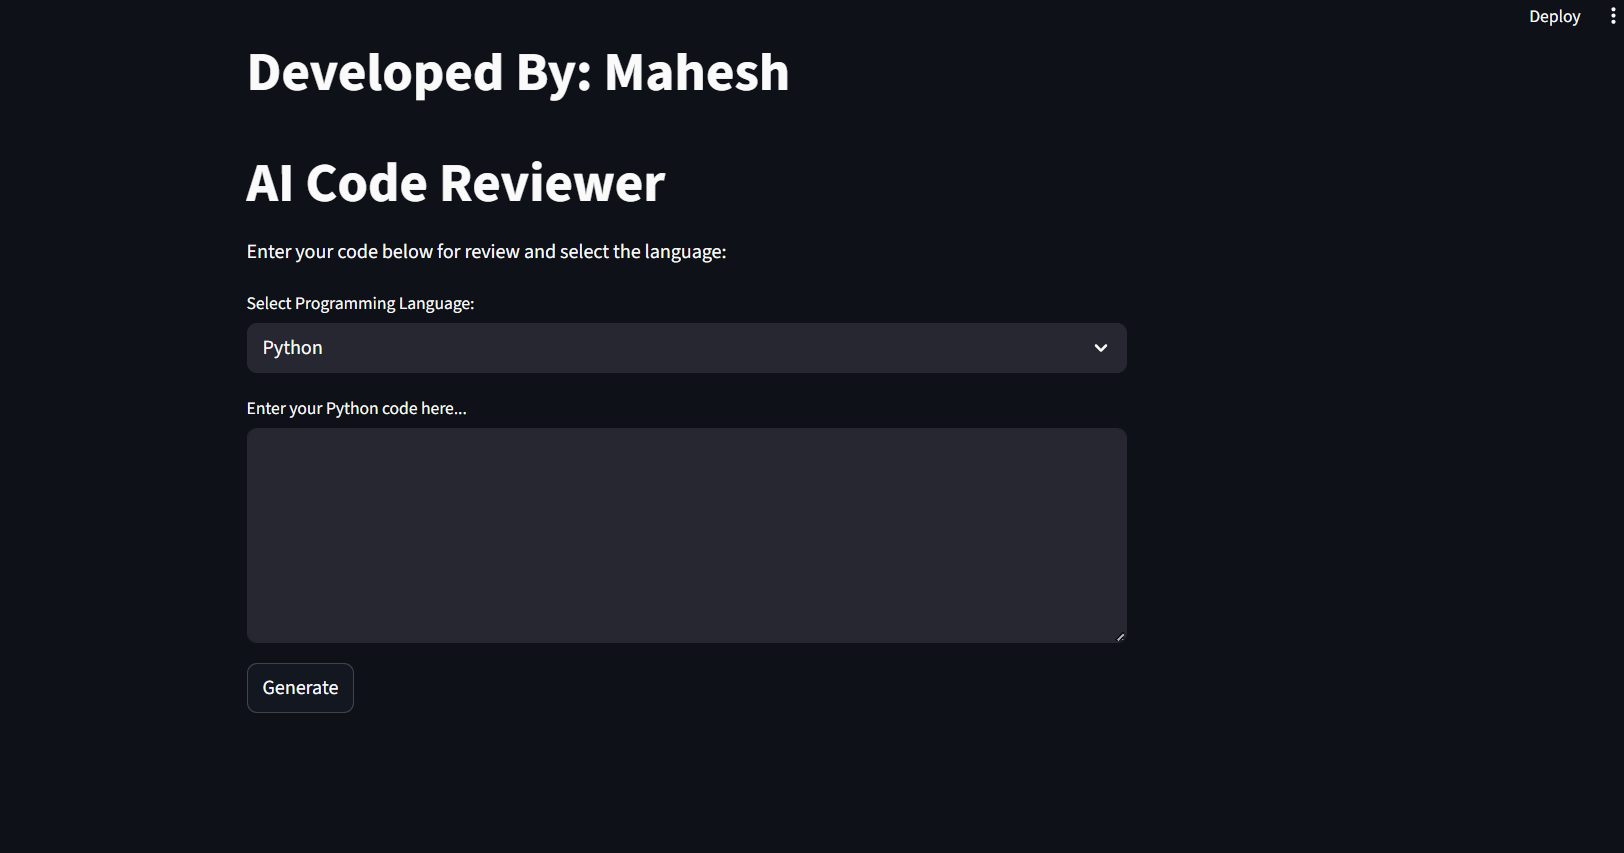 Deploy
Developed By: Mahesh
AI Code Reviewer
Enter your code below for review and select the language:
Select Programming Language:
Python
Enter your Python code here...
Generate